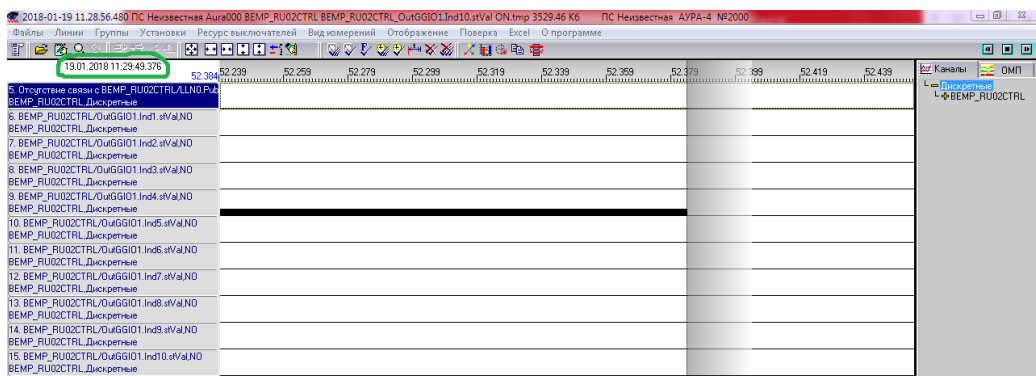 2018-01-19 11.28.56.480 ПС Неизвестная Aura000 BEMP_RU02CTRL BEMP_RU02CTRL_OutGGIO1.Ind10.stVal ON.tmp 3529.46 Кб ПС Неизвестная АУРА-4 №2000
Файлы Линии Группы Установки Ресурс выключателей Вид измерений Отображение Поверка Excel О программе
19.01.2018 11:29:49.376
52.384 52.239 52.259 52.279 52.299 52.319 52.339 52.359 52.379 52.399 52.419 52.439
Каналы ОМП
5. Отсутствие связи с BEMP_RU02CTRL/LLN0.Pub
BEMP_RU02CTRL,Дискретные
6. BEMP_RU02CTRL/OutGGIO1.Ind1.stVal,NO
BEMP_RU02CTRL,Дискретные
7. BEMP_RU02CTRL/OutGGIO1.Ind2.stVal,NO
BEMP_RU02CTRL,Дискретные
8. BEMP_RU02CTRL/OutGGIO1.Ind3.stVal,NO
BEMP_RU02CTRL,Дискретные
9. BEMP_RU02CTRL/OutGGIO1.Ind4.stVal,NO
BEMP_RU02CTRL,Дискретные
10. BEMP_RU02CTRL/OutGGIO1.Ind5.stVal,NO
BEMP_RU02CTRL,Дискретные
11. BEMP_RU02CTRL/OutGGIO1.Ind6.stVal,NO
BEMP_RU02CTRL,Дискретные
12. BEMP_RU02CTRL/OutGGIO1.Ind7.stVal,NO
BEMP_RU02CTRL,Дискретные
13. BEMP_RU02CTRL/OutGGIO1.Ind8.stVal,NO
BEMP_RU02CTRL,Дискретные
14. BEMP_RU02CTRL/OutGGIO1.Ind9.stVal,NO
BEMP_RU02CTRL,Дискретные
15. BEMP_RU02CTRL/OutGGIO1.Ind10.stVal,NO
BEMP_RU02CTRL,Дискретные
Дискретные
BEMP_RU02CTRL